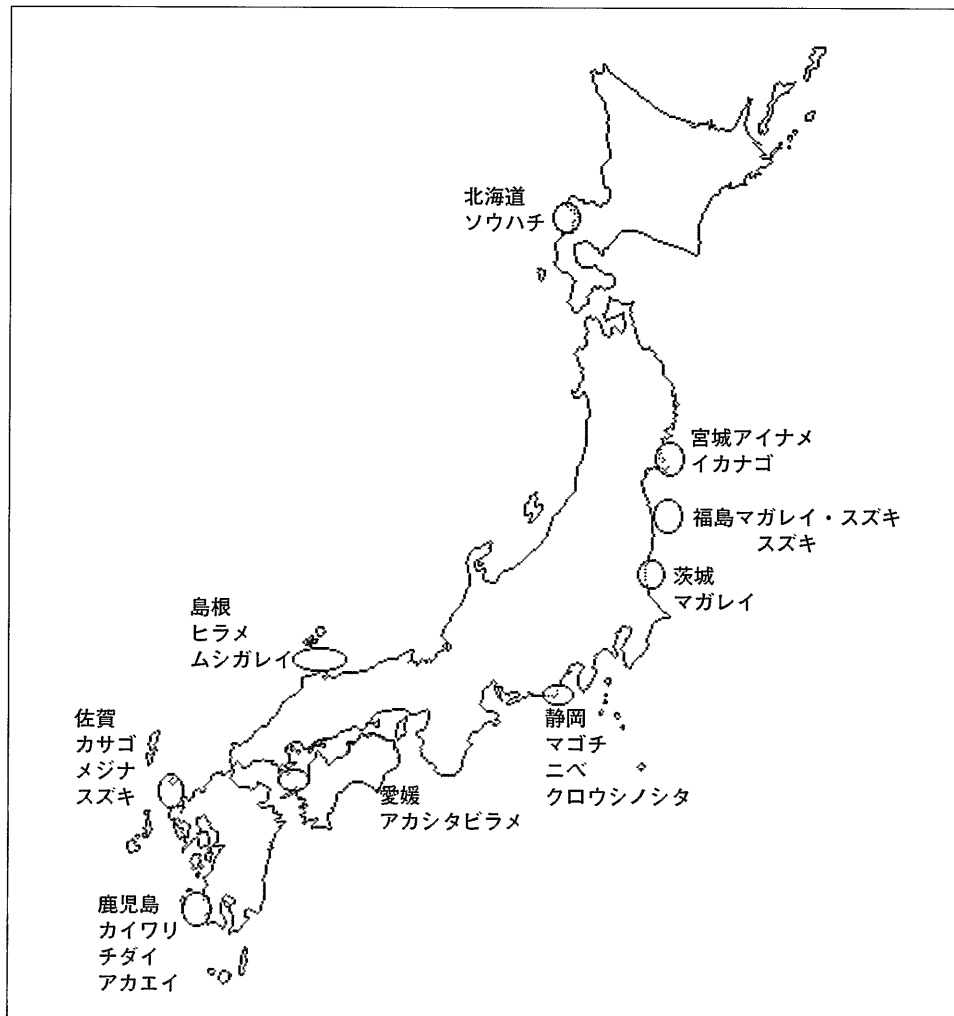 北海道
ソウハチ
宮城アイナメ
イカナゴ
福島マガレイ・スズキ
スズキ
茨城
マガレイ
島根
ヒラメ
ムシガレイ
佐賀
カサゴ
メジナ
スズキ
静岡
マゴチ
ニベ
クロウシノシタ
愛媛
アカシタビラメ
鹿児島
カイワリ
チダイ
アカエイ